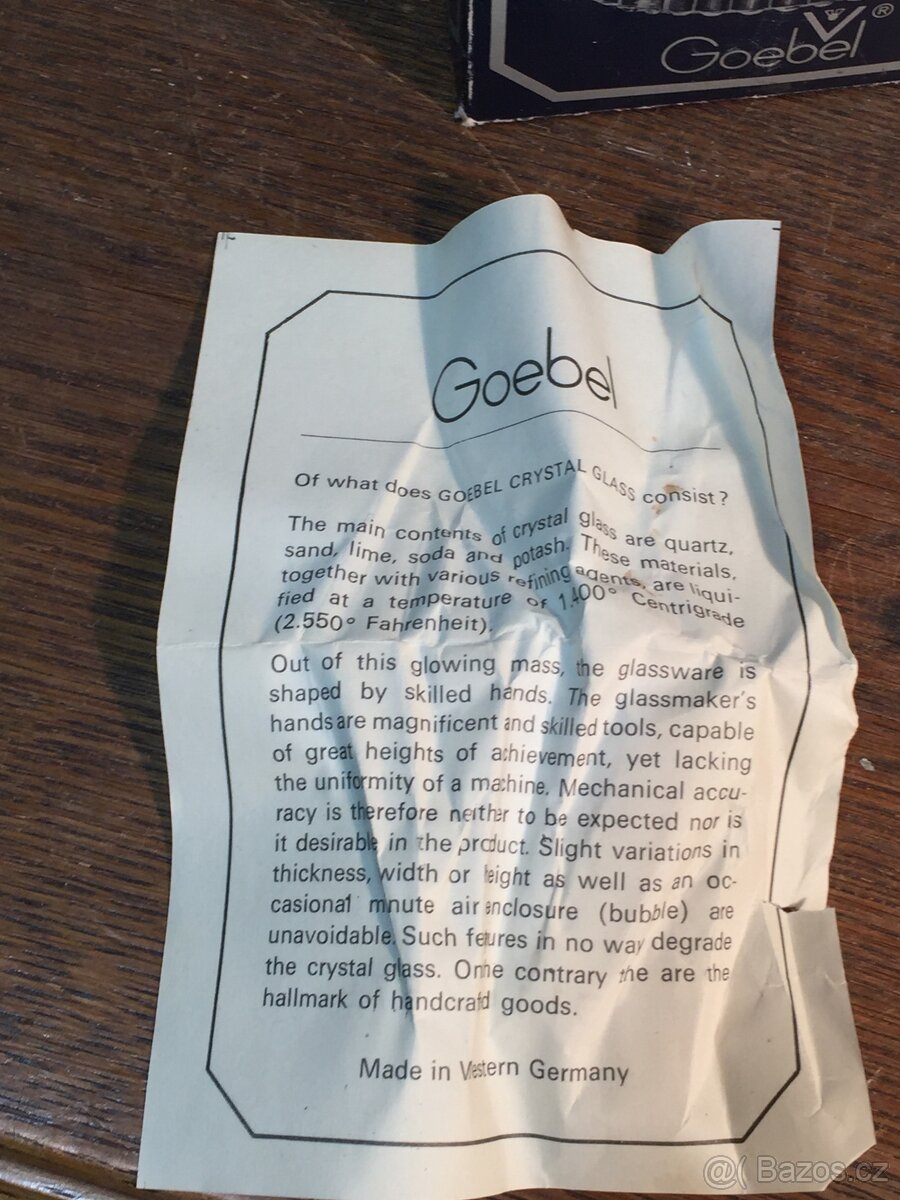 Goebel®
Goebel
Of what does GOEBEL CRYSTAL GLASS consist?
The main contents of crystal glass are quartz,
sand, lime, soda and potash. These materials,
together with various refining agents, are liqui-
fied at a temperature of 1.400° Centrigrade
(2.550° Fahrenheit).
Out of this glowing mass, the glassware is
shaped by skilled hands. The glassmaker's
hands are magnificent and skilled tools, capable
of great heights of achievement, yet lacking
the uniformity of a machine. Mechanical accu-
racy is therefore neither to be expected nor is
it desirable in the product. Slight variations in
thickness, width or height as well as an oc-
casional minute air enclosure (bubble) are
unavoidable. Such features in no way degrade
the crystal glass. On the contrary the are the
hallmark of handcrafted goods.
Made in Western Germany
@( Bazos.cz